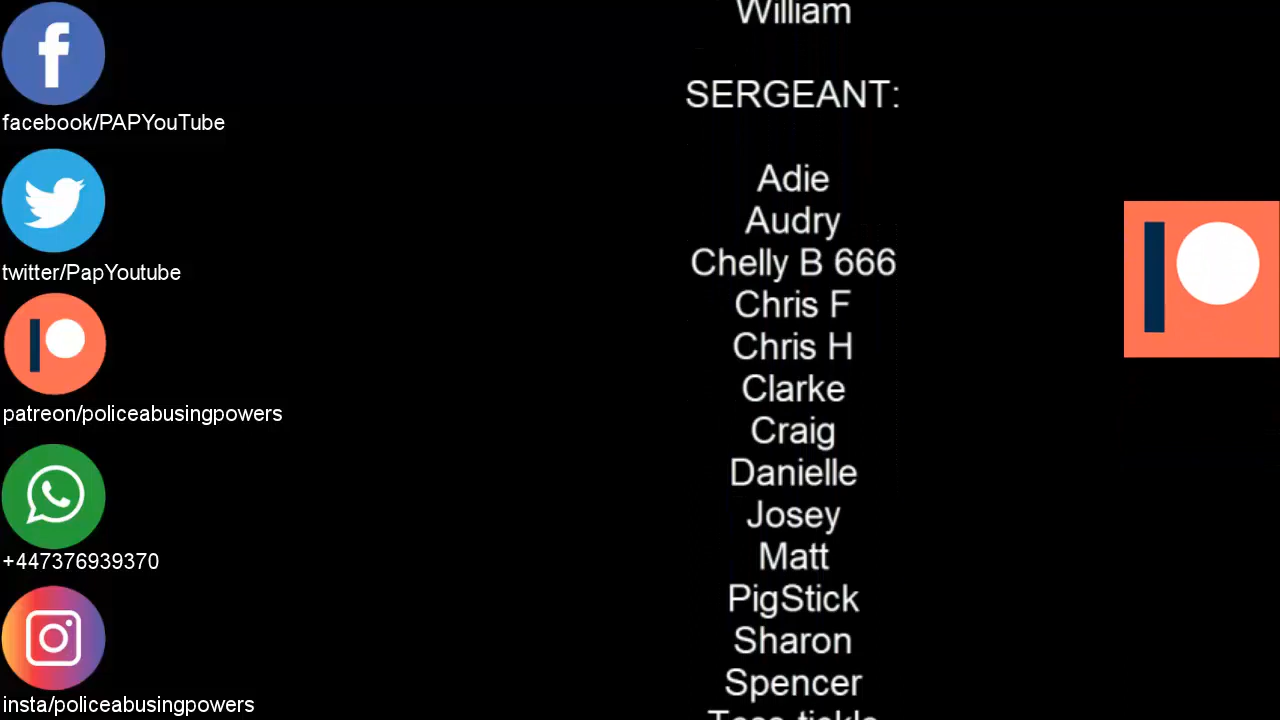 facebook/PAPYouTube
twitter/PapYoutube
patreon/policeabusingpowers
+447376939370
insta/policeabusingpowers
William
SERGEANT:
Adie
Audry
Chelly B 666
Chris F
Chris H
Clarke
Craig
Danielle
Josey
Matt
PigStick
Sharon
Spencer